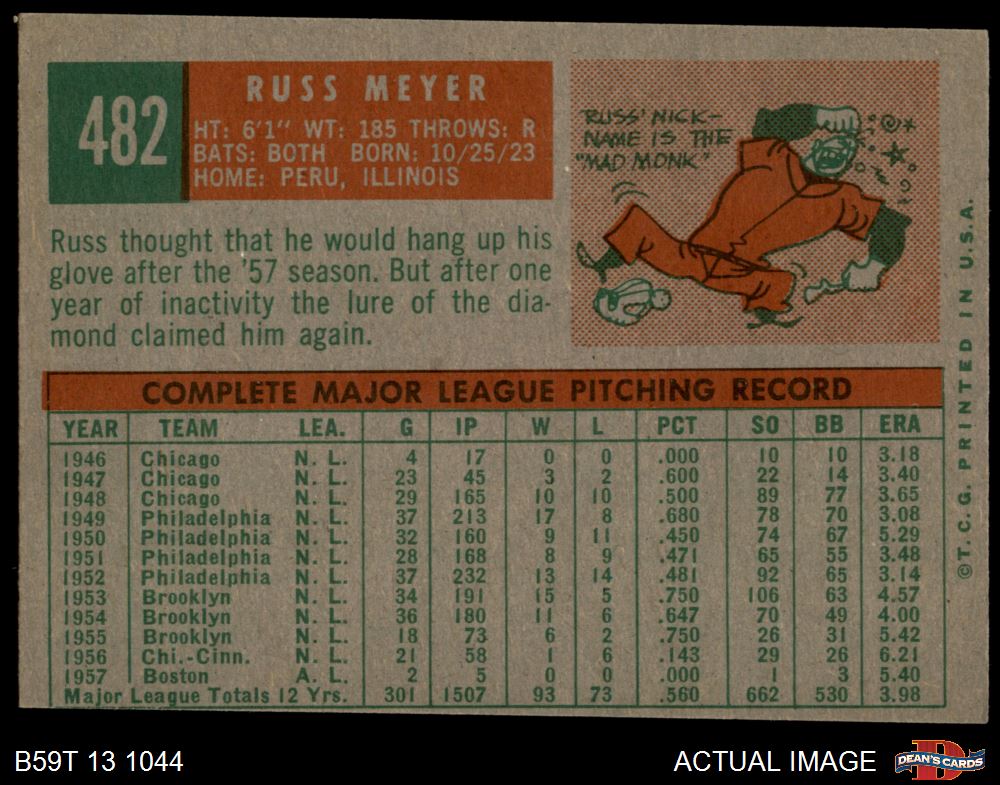 482
RUSS MEYER
HT: 6'1" WT: 185 THROWS: R
BATS: BOTH BORN: 10/25/23
HOME: PERU, ILLINOIS
RUSS' NICK-
NAME IS THE
"MAD MONK"
Russ thought that he would hang up his
glove after the '57 season. But after one
year of inactivity the lure of the dia-
mond claimed him again.
COMPLETE MAJOR LEAGUE PITCHING RECORD
YEAR TEAM LEA. G IP W L PCT SO BB ERA
1946 Chicago N. L. 4 17 0 0 .000 10 10 3.18
1947 Chicago N. L. 23 45 3 2 .600 22 14 3.40
1948 Chicago N. L. 29 165 10 10 .500 89 77 3.65
1949 Philadelphia N. L. 37 213 17 8 .680 78 70 3.08
1950 Philadelphia N. L. 32 160 9 11 .450 74 67 5.29
1951 Philadelphia N. L. 28 168 8 9 .471 65 55 3.48
1952 Philadelphia N. L. 37 232 13 14 .481 92 65 3.14
1953 Brooklyn N. L. 34 191 15 5 .750 106 63 4.57
1954 Brooklyn N. L. 36 180 11 6 .647 70 49 4.00
1955 Brooklyn N. L. 18 73 6 2 .750 26 31 5.42
1956 Chi.-Cinn. N. L. 21 58 1 6 .143 29 26 6.21
1957 Boston A. L. 2 5 0 0 .000 1 3 5.40
Major League Totals 12 Yrs. 301 1507 93 73 .560 662 530 3.98
©T. C. G. PRINTED IN U.S.A.
B59T 13 1044
ACTUAL IMAGE
D
DEAN'S CARDS